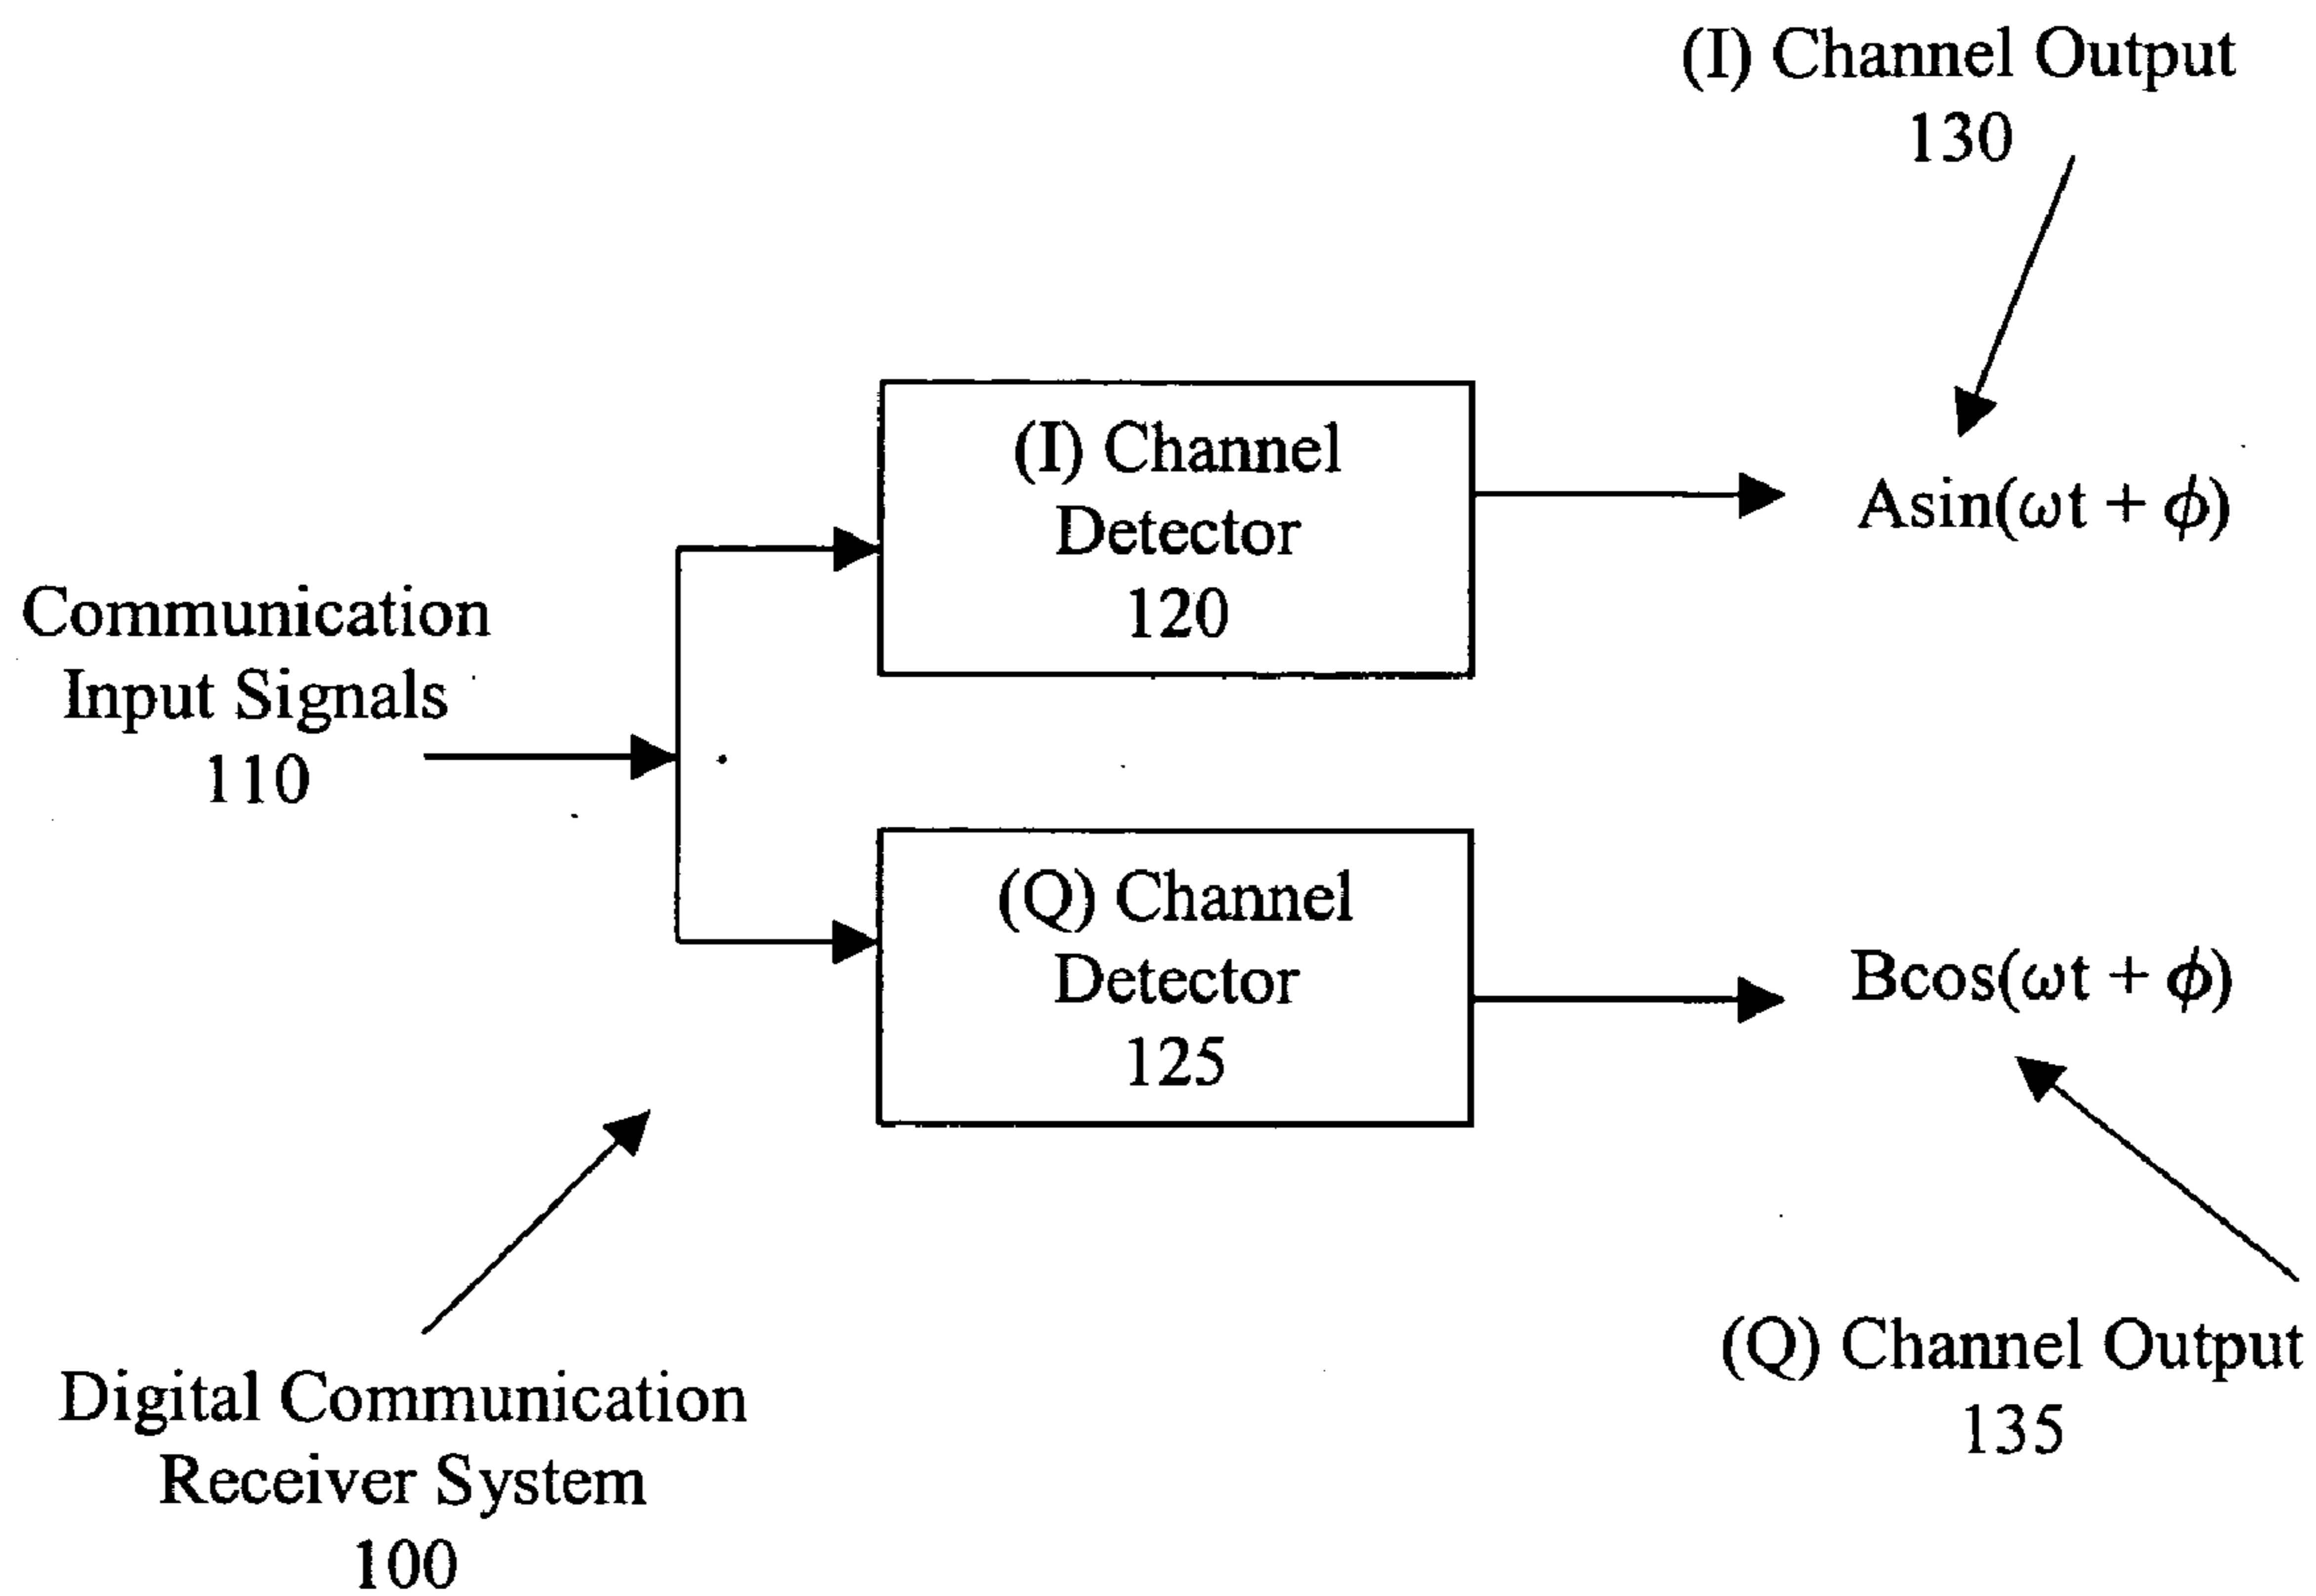 (I) Channel Output
130
(I) Channel
Detector
120
Asin(ωt + ϕ)
Communication
Input Signals
110
(Q) Channel
Detector
125
Bcos(ωt + ϕ)
(Q) Channel Output
135
Digital Communication
Receiver System
100